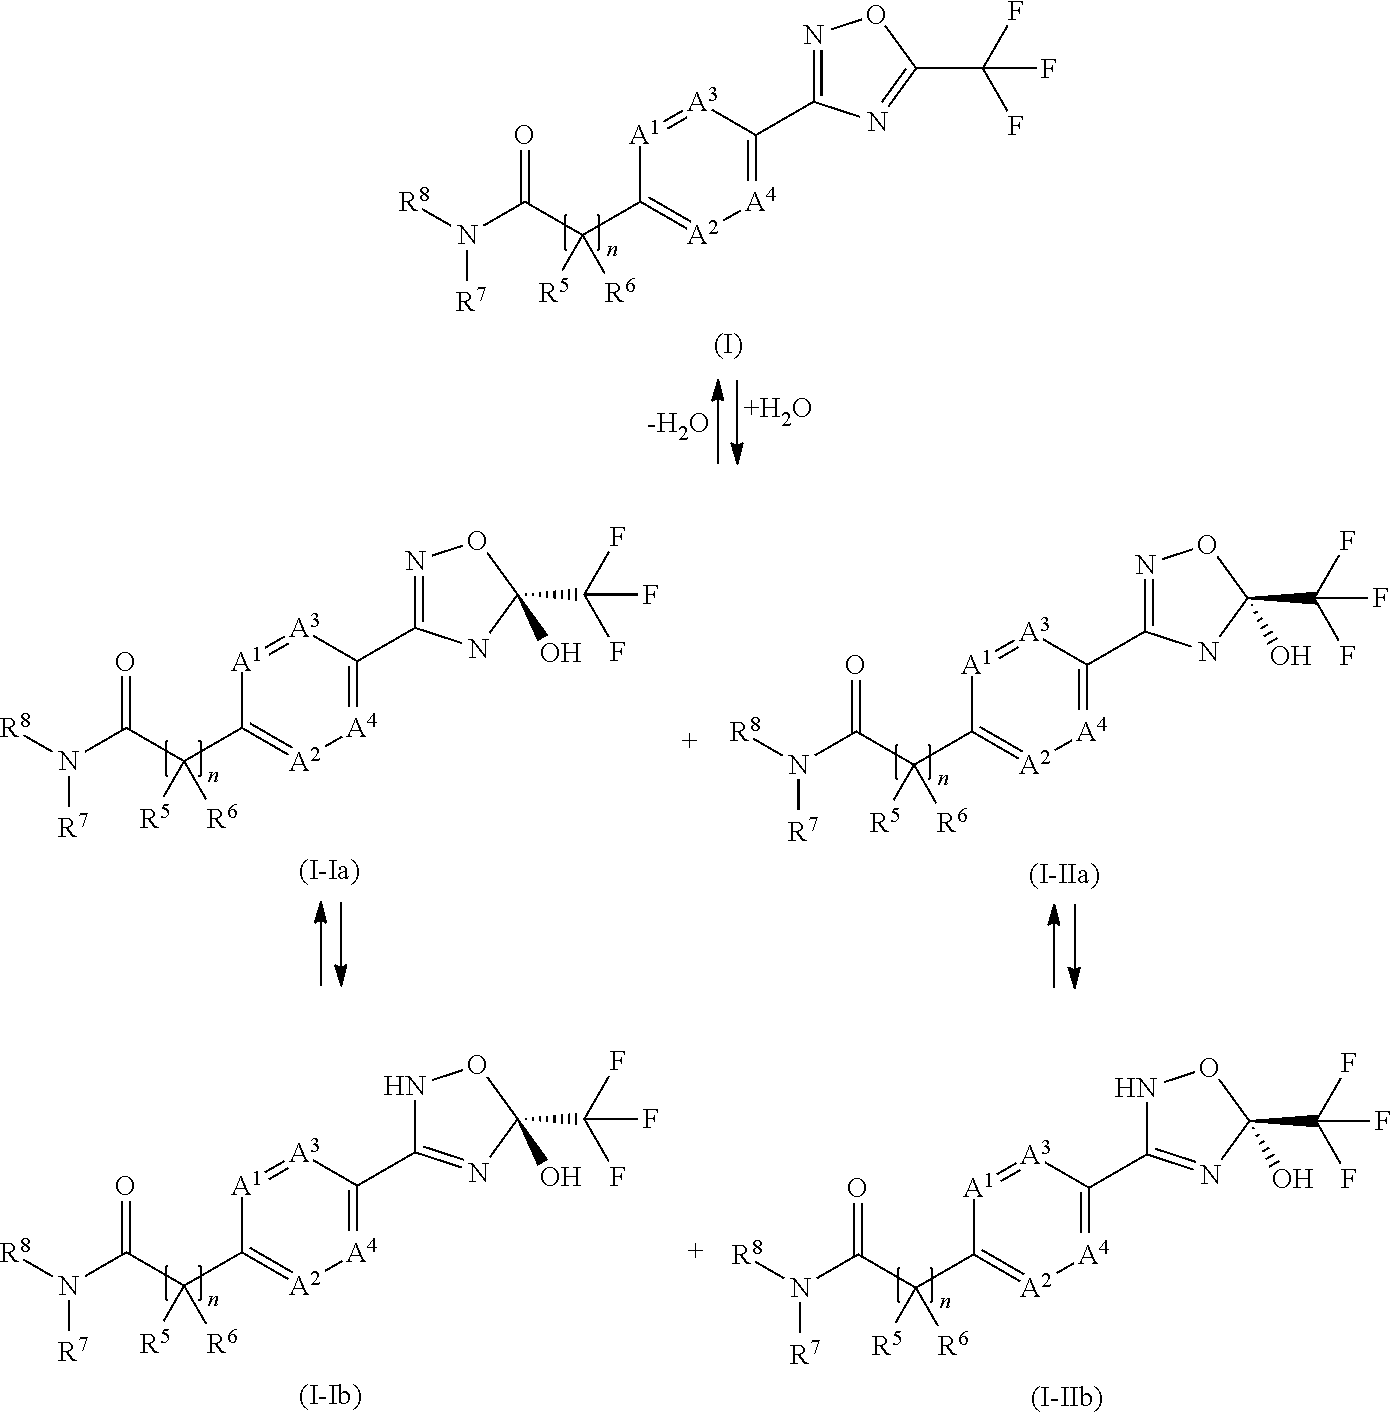 O F
N F
A³ N F
O A¹
R⁸ A⁴
N A²
n
R⁷ R⁵ R⁶
(I)
-H₂O +H₂O
O F
N F
A³ N OH F
O A¹
R⁸ A⁴
N A²
n
R⁷ R⁵ R⁶
(I-Ia)
+
O F
N F
A³ N OH F
O A¹
R⁸ A⁴
N A²
n
R⁷ R⁵ R⁶
(I-IIa)
O F
HN F
A³ N OH F
O A¹
R⁸ A⁴
N A²
n
R⁷ R⁵ R⁶
(I-Ib)
+
O F
HN F
A³ N OH F
O A¹
R⁸ A⁴
N A²
n
R⁷ R⁵ R⁶
(I-IIb)